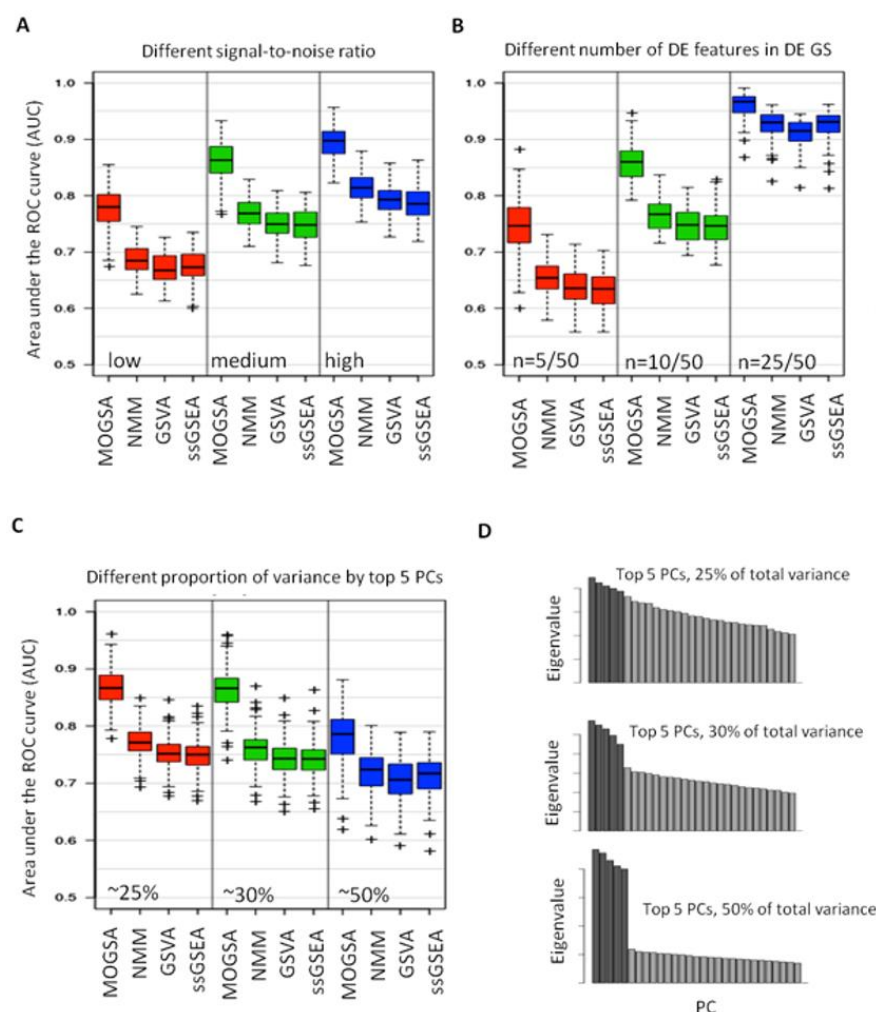 A
Different signal-to-noise ratio
Area under the ROC curve (AUC)
1.0
0.9
0.8
0.7
0.6
0.5
low
medium
high
MOGSA
NMM
GSVA
ssGSEA
MOGSA
NMM
GSVA
ssGSEA
MOGSA
NMM
GSVA
ssGSEA
B
Different number of DE features in DE GS
1.0
0.9
0.8
0.7
0.6
0.5
n=5/50
n=10/50
n=25/50
MOGSA
NMM
GSVA
ssGSEA
MOGSA
NMM
GSVA
ssGSEA
MOGSA
NMM
GSVA
ssGSEA
C
Different proportion of variance by top 5 PCs
Area under the ROC curve (AUC)
1.0
0.9
0.8
0.7
0.6
0.5
~25%
~30%
~50%
MOGSA
NMM
GSVA
ssGSEA
MOGSA
NMM
GSVA
ssGSEA
MOGSA
NMM
GSVA
ssGSEA
D
Top 5 PCs, 25% of total variance
Eigenvalue
Top 5 PCs, 30% of total variance
Eigenvalue
Top 5 PCs, 50% of total variance
Eigenvalue
PC